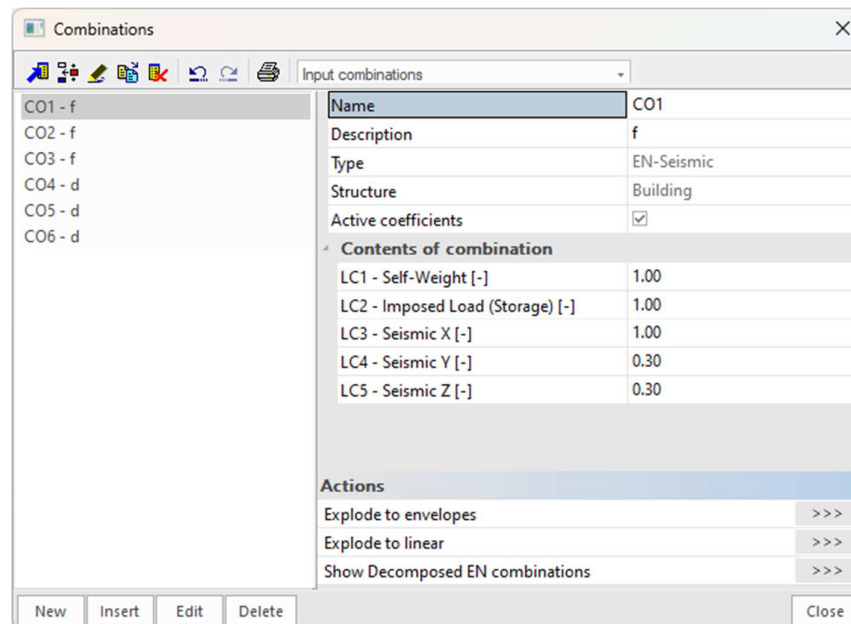 Combinations
Input combinations
CO1 - f
CO2 - f
CO3 - f
CO4 - d
CO5 - d
CO6 - d
Name CO1
Description f
Type EN-Seismic
Structure Building
Active coefficients
Contents of combination
LC1 - Self-Weight [-] 1.00
LC2 - Imposed Load (Storage) [-] 1.00
LC3 - Seismic X [-] 1.00
LC4 - Seismic Y [-] 0.30
LC5 - Seismic Z [-] 0.30
Actions
Explode to envelopes >>>
Explode to linear >>>
Show Decomposed EN combinations >>>
New Insert Edit Delete Close